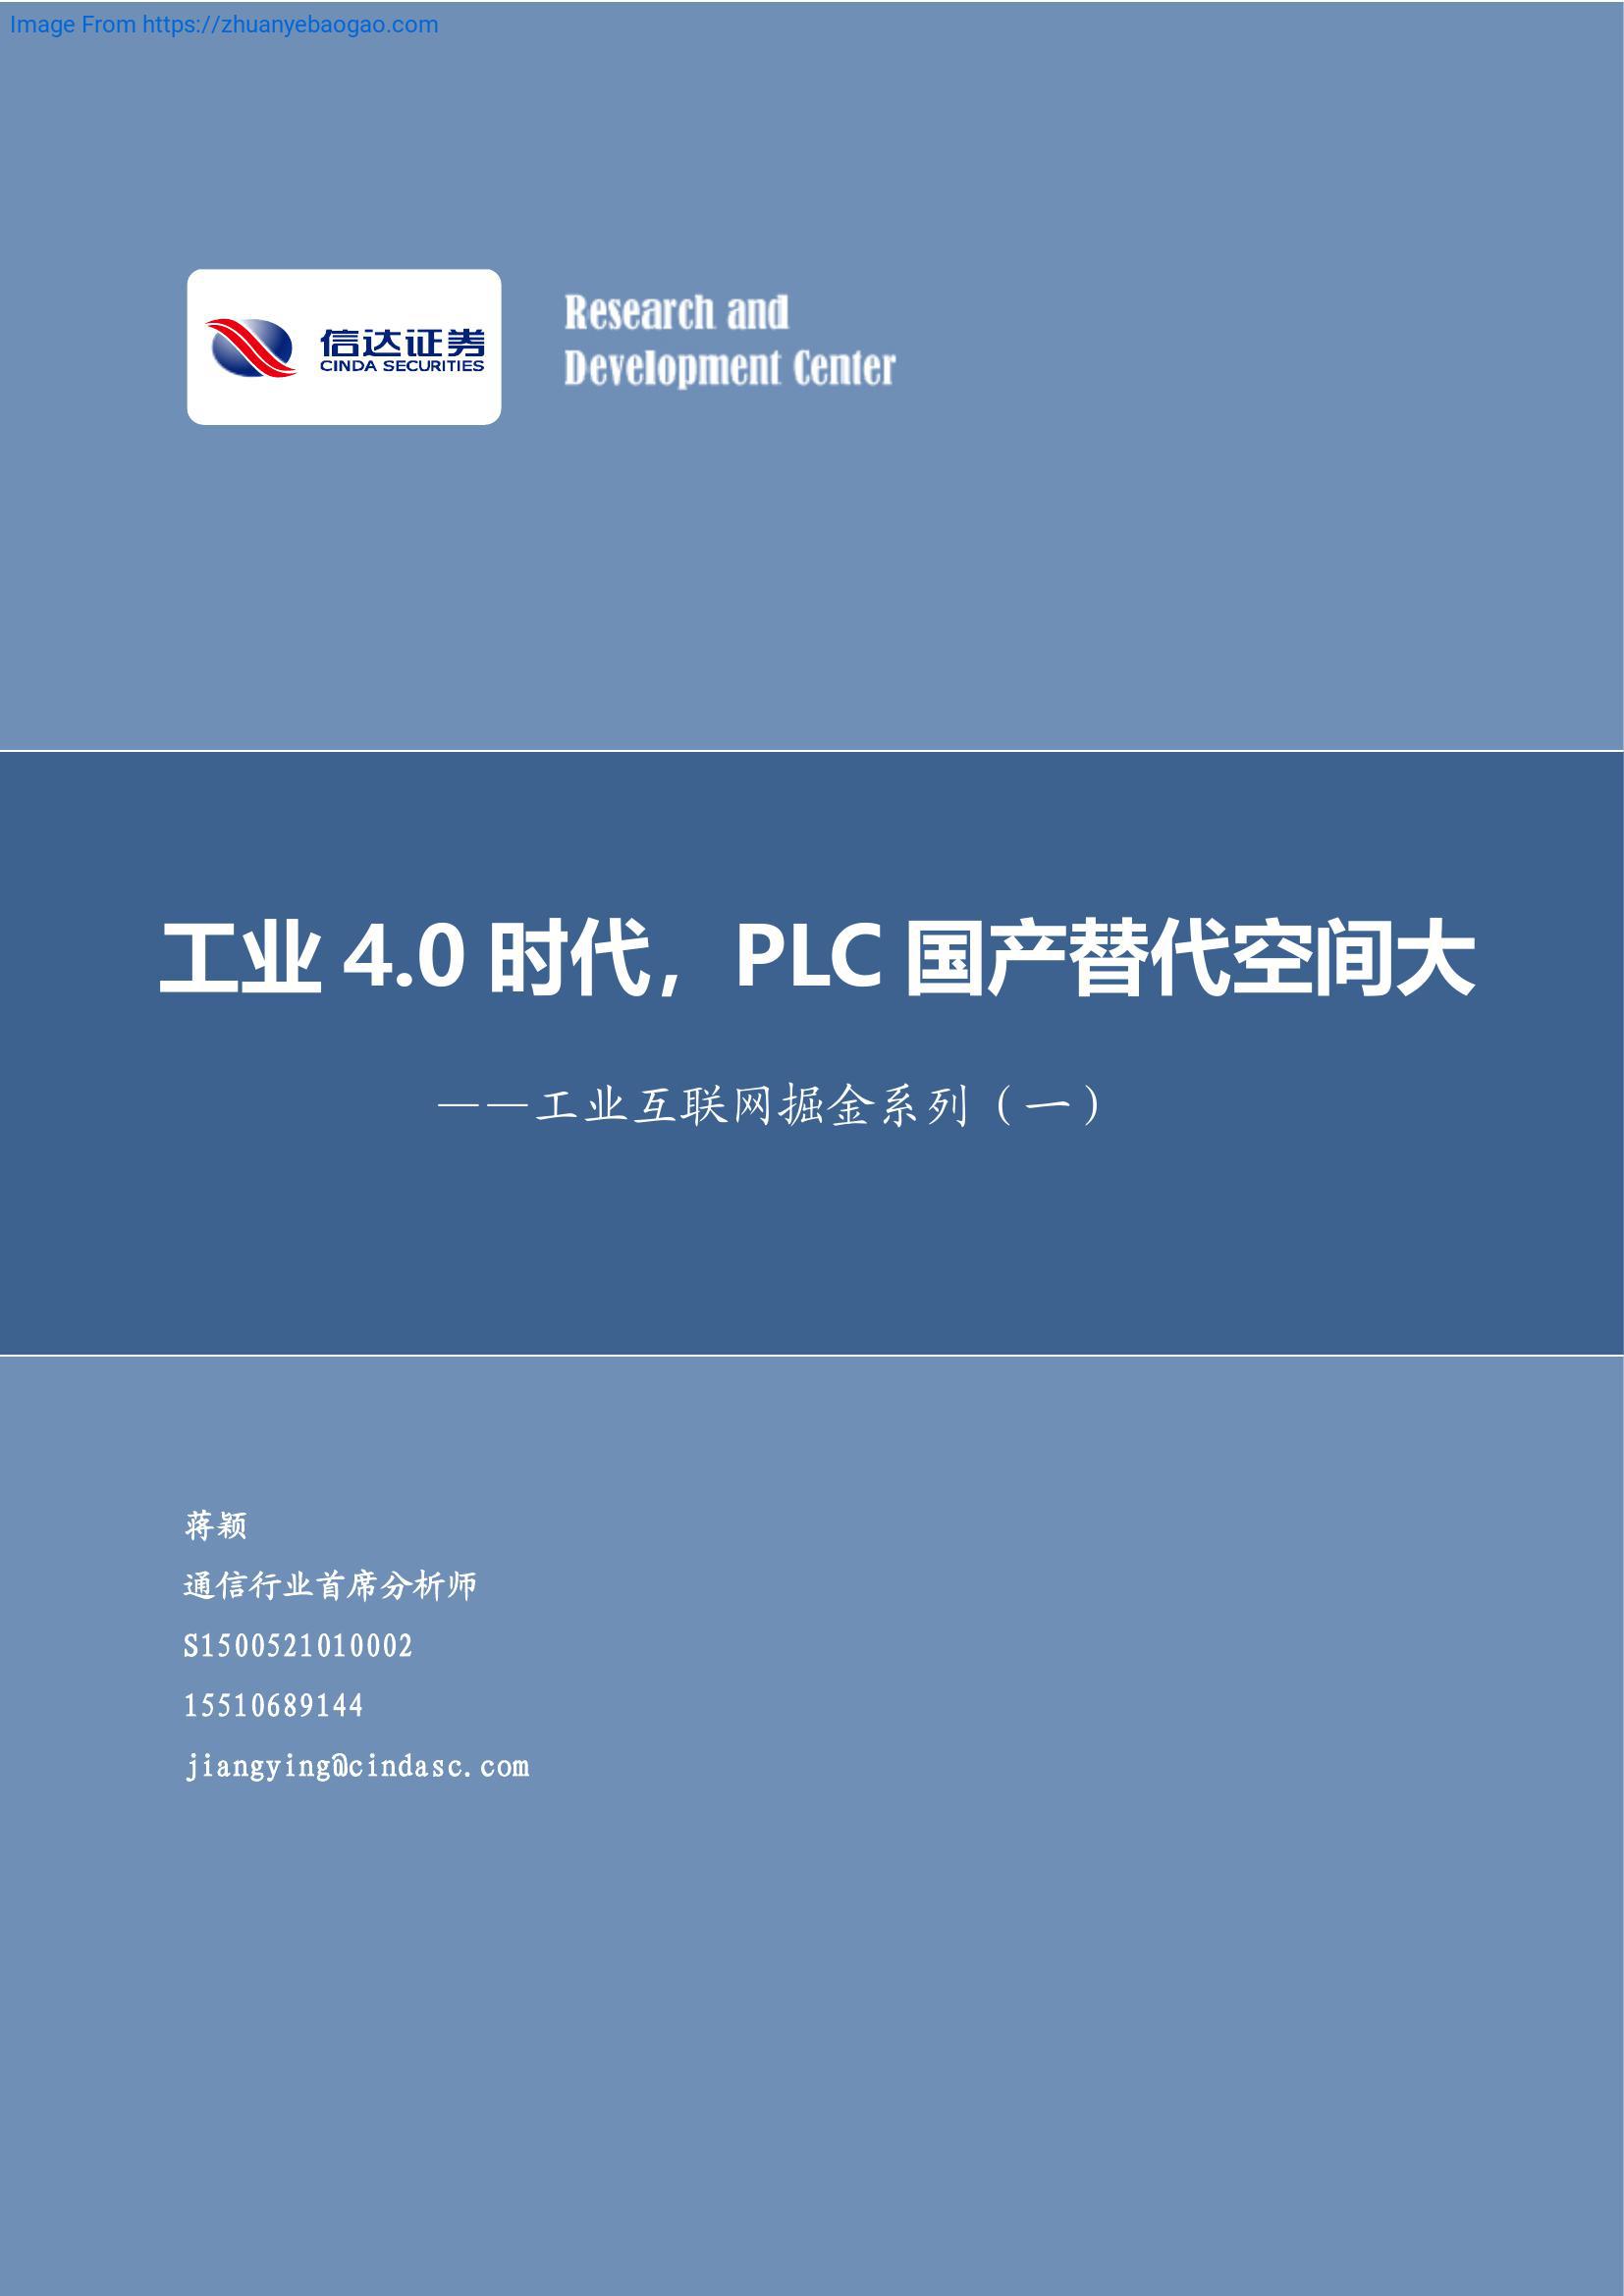 Image From https://zhuanyebaogao.com
信达证券
CINDA SECURITIES
Research and
Development Center
工业 4.0 时代，PLC 国产替代空间大
——工业互联网掘金系列（一）
蒋颖
通信行业首席分析师
S1500521010002
15510689144
jiangying@cindasc.com